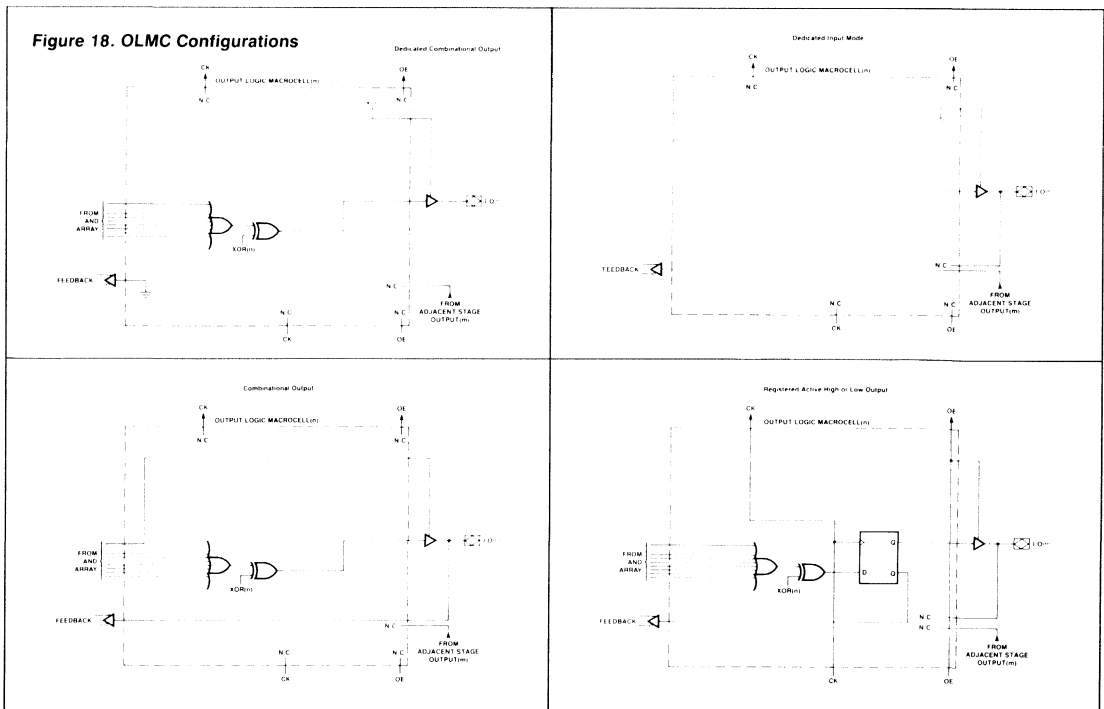 Figure 18. OLMC Configurations
Dedicated Combinational Output
CK
OE
OUTPUT LOGIC MACROCELL(n)
N C
N C
FROM
AND
ARRAY
XOR(n)
FEEDBACK
N C
FROM
ADJACENT STAGE
OUTPUT(m)
N C
N C
CK
OE
Dedicated Input Mode
CK
OE
OUTPUT LOGIC MACROCELL(n)
N C
N C
FEEDBACK
N C
FROM
ADJACENT STAGE
OUTPUT(m)
N C
N C
CK
OE
Combinational Output
CK
OE
OUTPUT LOGIC MACROCELL(n)
N C
N C
FROM
AND
ARRAY
XOR(n)
FEEDBACK
N C
FROM
ADJACENT STAGE
OUTPUT(m)
N C
N C
CK
OE
Registered Active High or Low Output
CK
OE
OUTPUT LOGIC MACROCELL(n)
FROM
AND
ARRAY
XOR(n)
Q
D
Q
FEEDBACK
N C
N C
FROM
ADJACENT STAGE
OUTPUT(m)
CK
OE